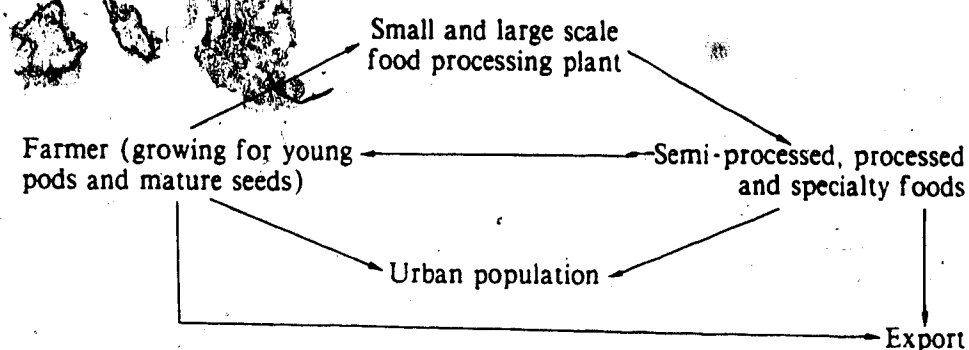 Small and large scale
food processing plant
Farmer (growing for young
pods and mature seeds)
Semi-processed, processed
and specialty foods
Urban population
Export